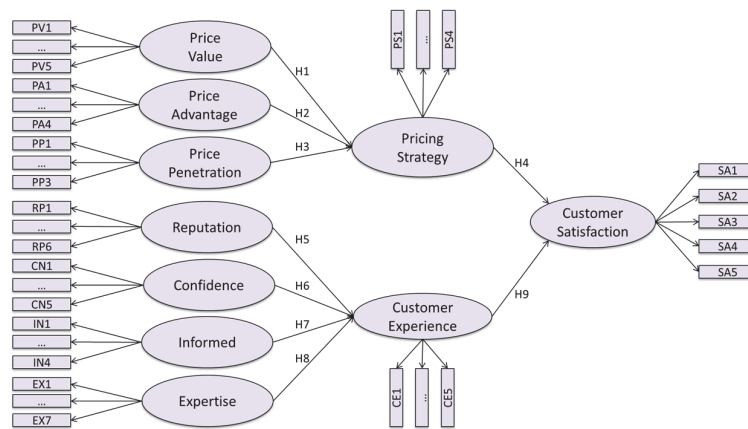 PV1
...
PV5
PA1
...
PA4
PP1
...
PP3
RP1
...
RP6
CN1
...
CN5
IN1
...
IN4
EX1
...
EX7
Price
Value
Price
Advantage
Price
Penetration
Reputation
Confidence
Informed
Expertise
H1
H2
H3
H5
H6
H7
H8
PS1
...
PS4
Pricing
Strategy
Customer
Experience
CE1
...
CE5
H4
H9
Customer
Satisfaction
SA1
SA2
SA3
SA4
SA5